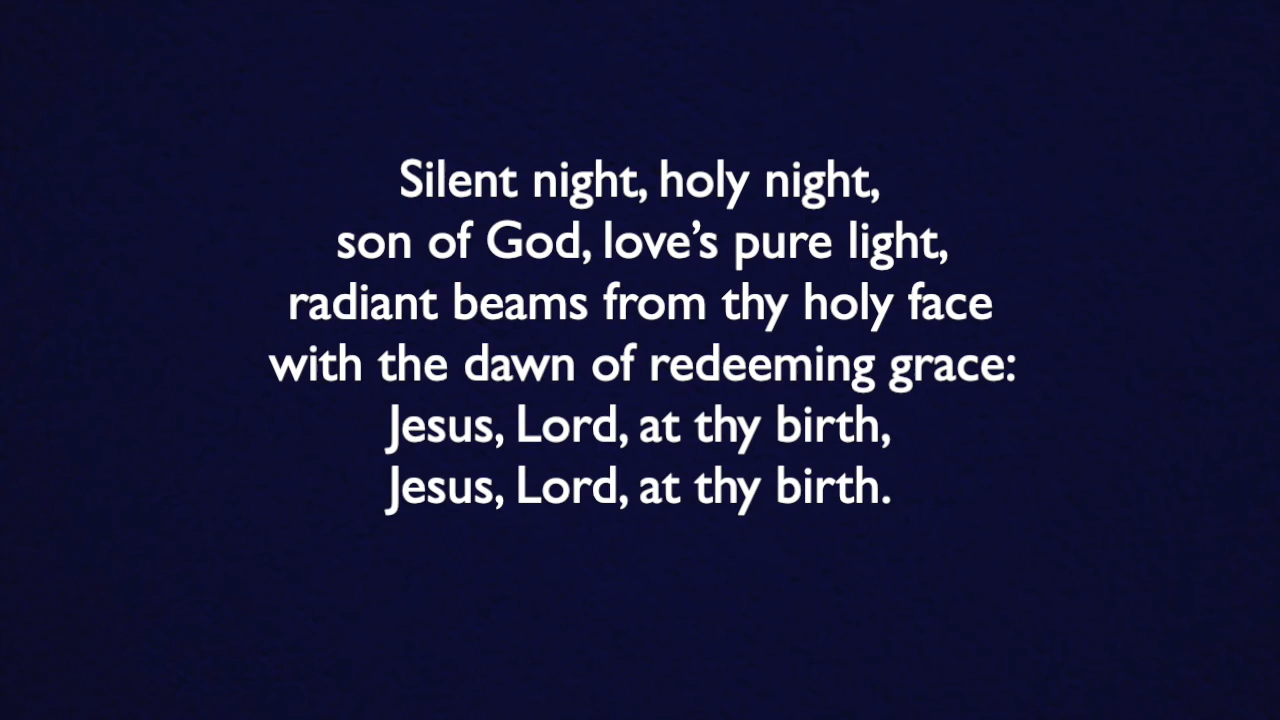 Silent night, holy night,
son of God, love’s pure light,
radiant beams from thy holy face
with the dawn of redeeming grace:
Jesus, Lord, at thy birth,
Jesus, Lord, at thy birth.